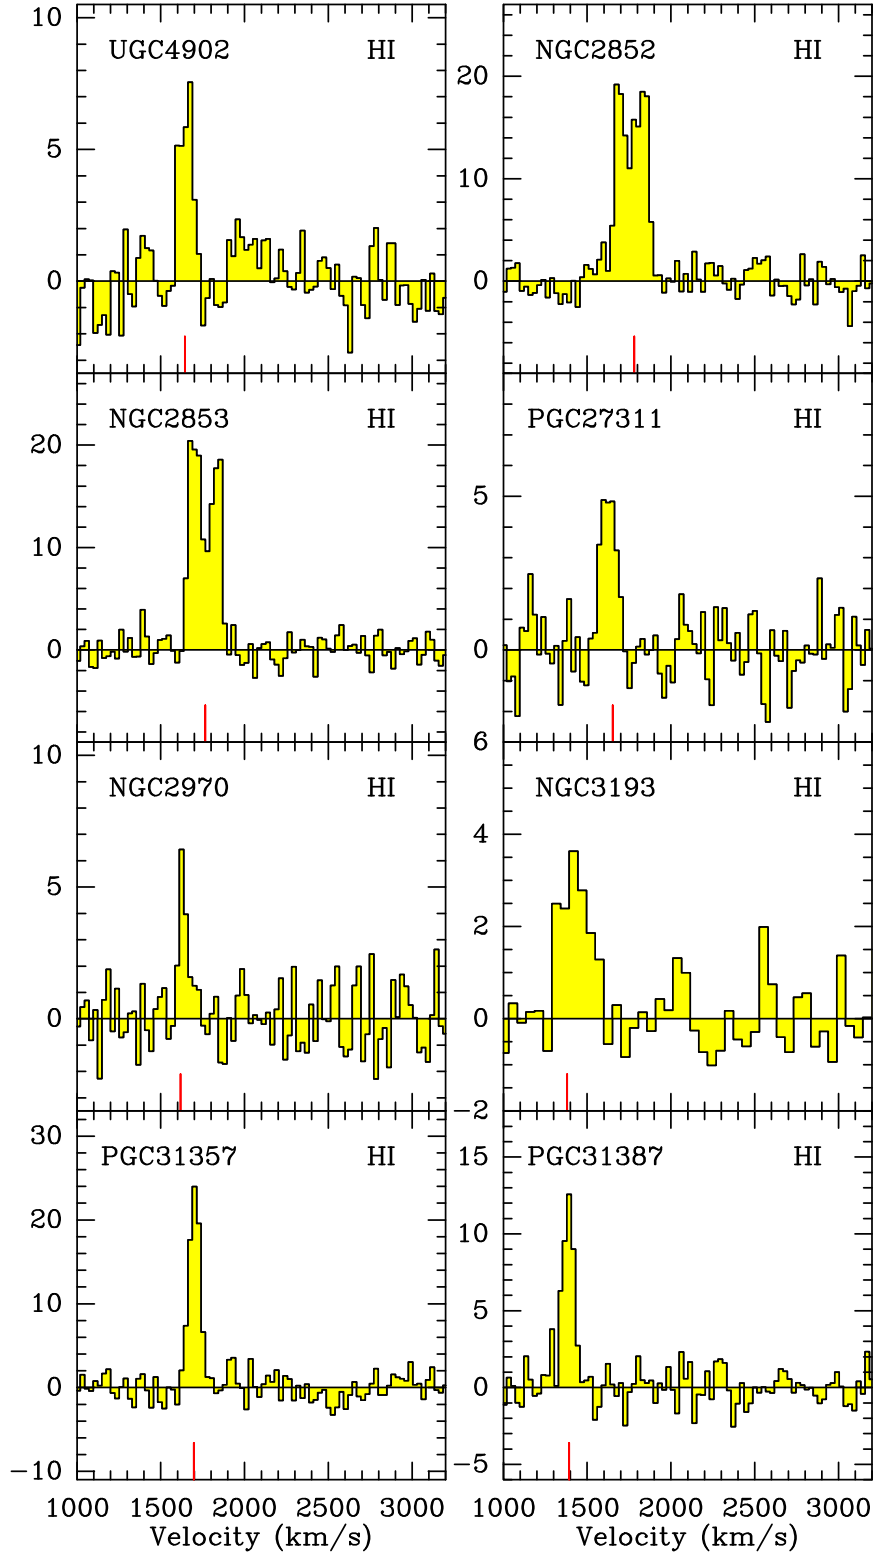 10
UGC4902 HI
5
0
NGC2852 HI
20
10
0
NGC2853 HI
20
10
0
PGC27311 HI
5
0
10
NGC2970 HI
5
0
6
NGC3193 HI
4
2
0
−2
30
PGC31357 HI
20
10
0
−10
15
PGC31387 HI
10
5
0
−5
1000 1500 2000 2500 3000
Velocity (km/s)
1000 1500 2000 2500 3000
Velocity (km/s)